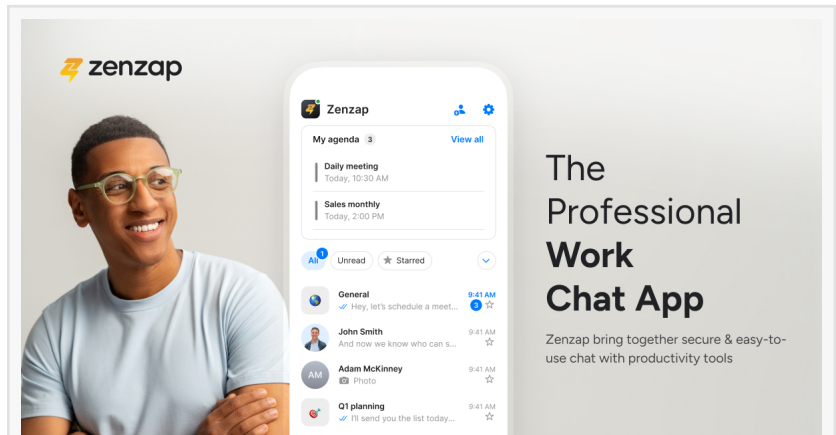 zenzap
Zenzap
My agenda 3
View all
Daily meeting
Today, 10:30 AM
Sales monthly
Today, 2:00 PM
All 1
Unread
Starred
General
9:41 AM
Hey, let's schedule a meet...
3
John Smith
9:41 AM
And now we know who can s...
AM
Adam McKinney
9:41 AM
Photo
Q1 planning
9:41 AM
I'll send you the list today...
The
Professional
Work
Chat App
Zenzap bring together secure & easy-to-
use chat with productivity tools